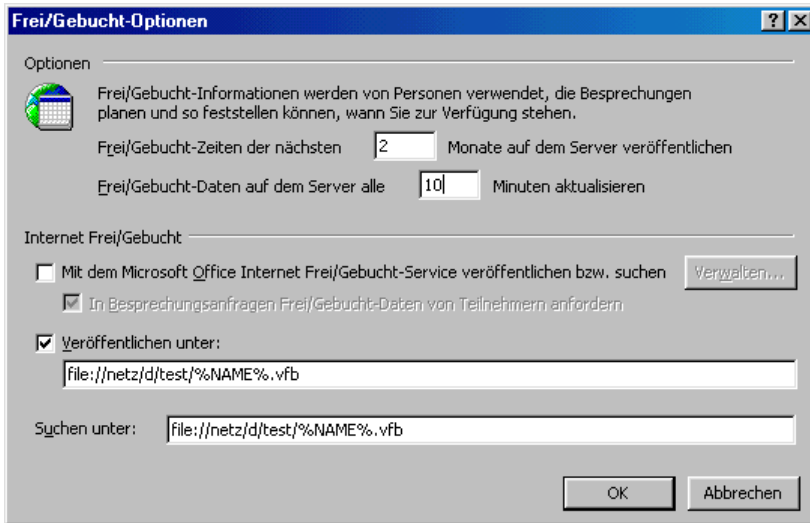 Frei/Gebucht-Optionen
Optionen
Frei/Gebucht-Informationen werden von Personen verwendet, die Besprechungen
planen und so feststellen können, wann Sie zur Verfügung stehen.
Frei/Gebucht-Zeiten der nächsten 2 Monate auf dem Server veröffentlichen
Frei/Gebucht-Daten auf dem Server alle 10 Minuten aktualisieren
Internet Frei/Gebucht
Mit dem Microsoft Office Internet Frei/Gebucht-Service veröffentlichen bzw. suchen Verwalten...
In Besprechungsanfragen Frei/Gebucht-Daten von Teilnehmern anfordern
Veröffentlichen unter:
file://netz/d/test/%NAME%.vfb
Suchen unter: file://netz/d/test/%NAME%.vfb
OK Abbrechen